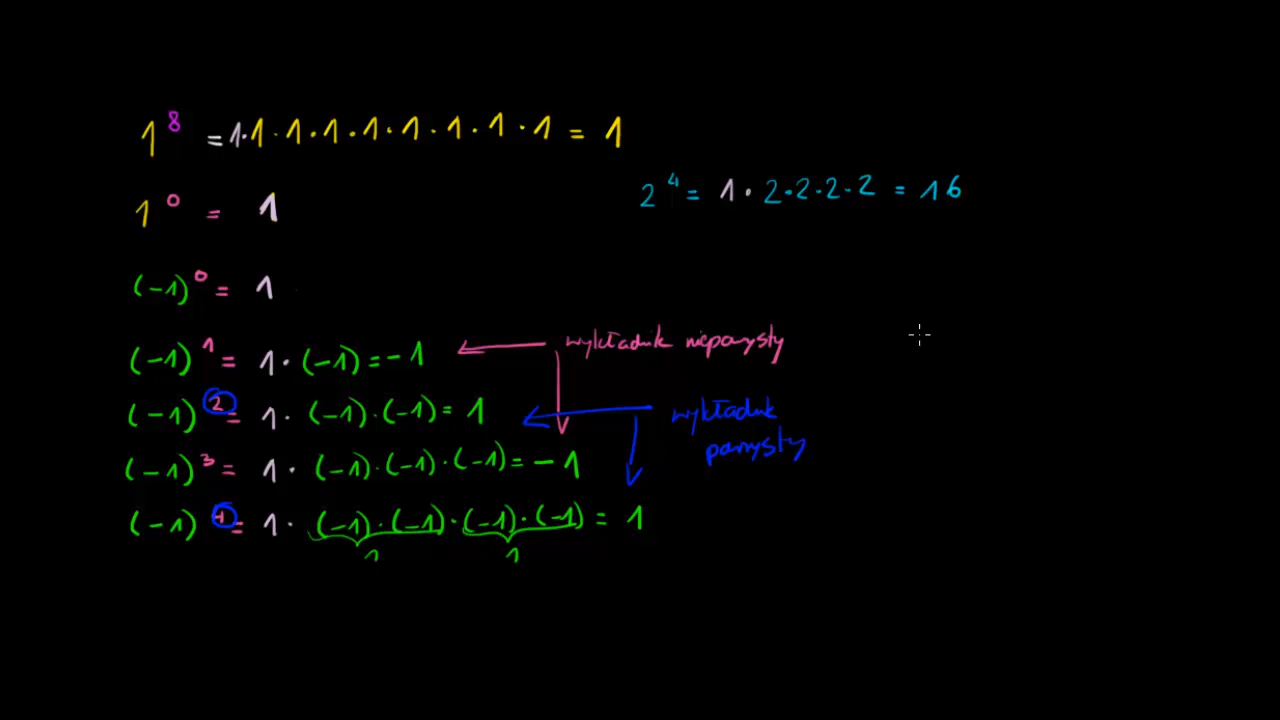 1⁸ = 1·1·1·1·1·1·1·1·1 = 1
2⁴ = 1·2·2·2·2 = 16
1⁰ = 1
(-1)⁰ = 1
(-1)¹ = 1·(-1) = -1
wykładnik nieparzysty
(-1)² = 1·(-1)·(-1) = 1
wykładnik
parzysty
(-1)³ = 1·(-1)·(-1)·(-1) = -1
(-1)⁴ = 1·(-1)·(-1)·(-1)·(-1) = 1
1 1